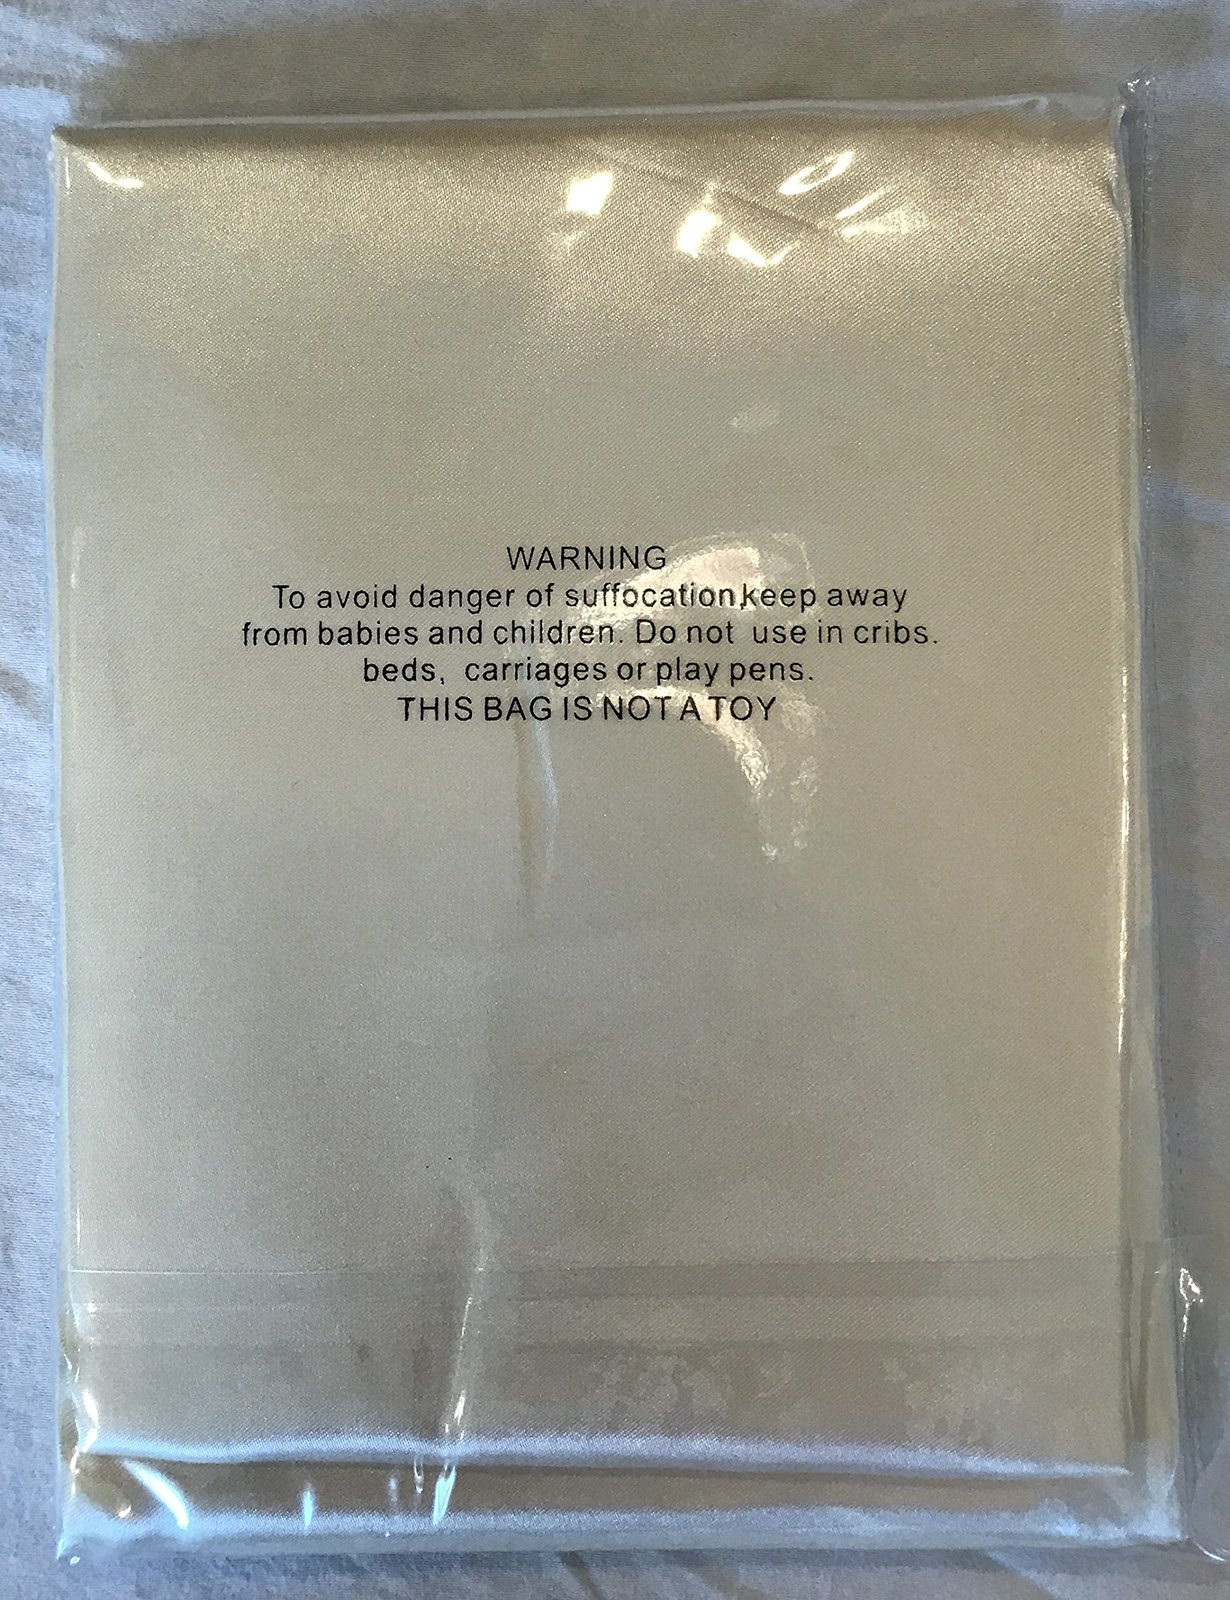 WARNING
To avoid danger of suffocation,keep away
from babies and children. Do not use in cribs.
beds, carriages or play pens.
THIS BAG IS NOT A TOY